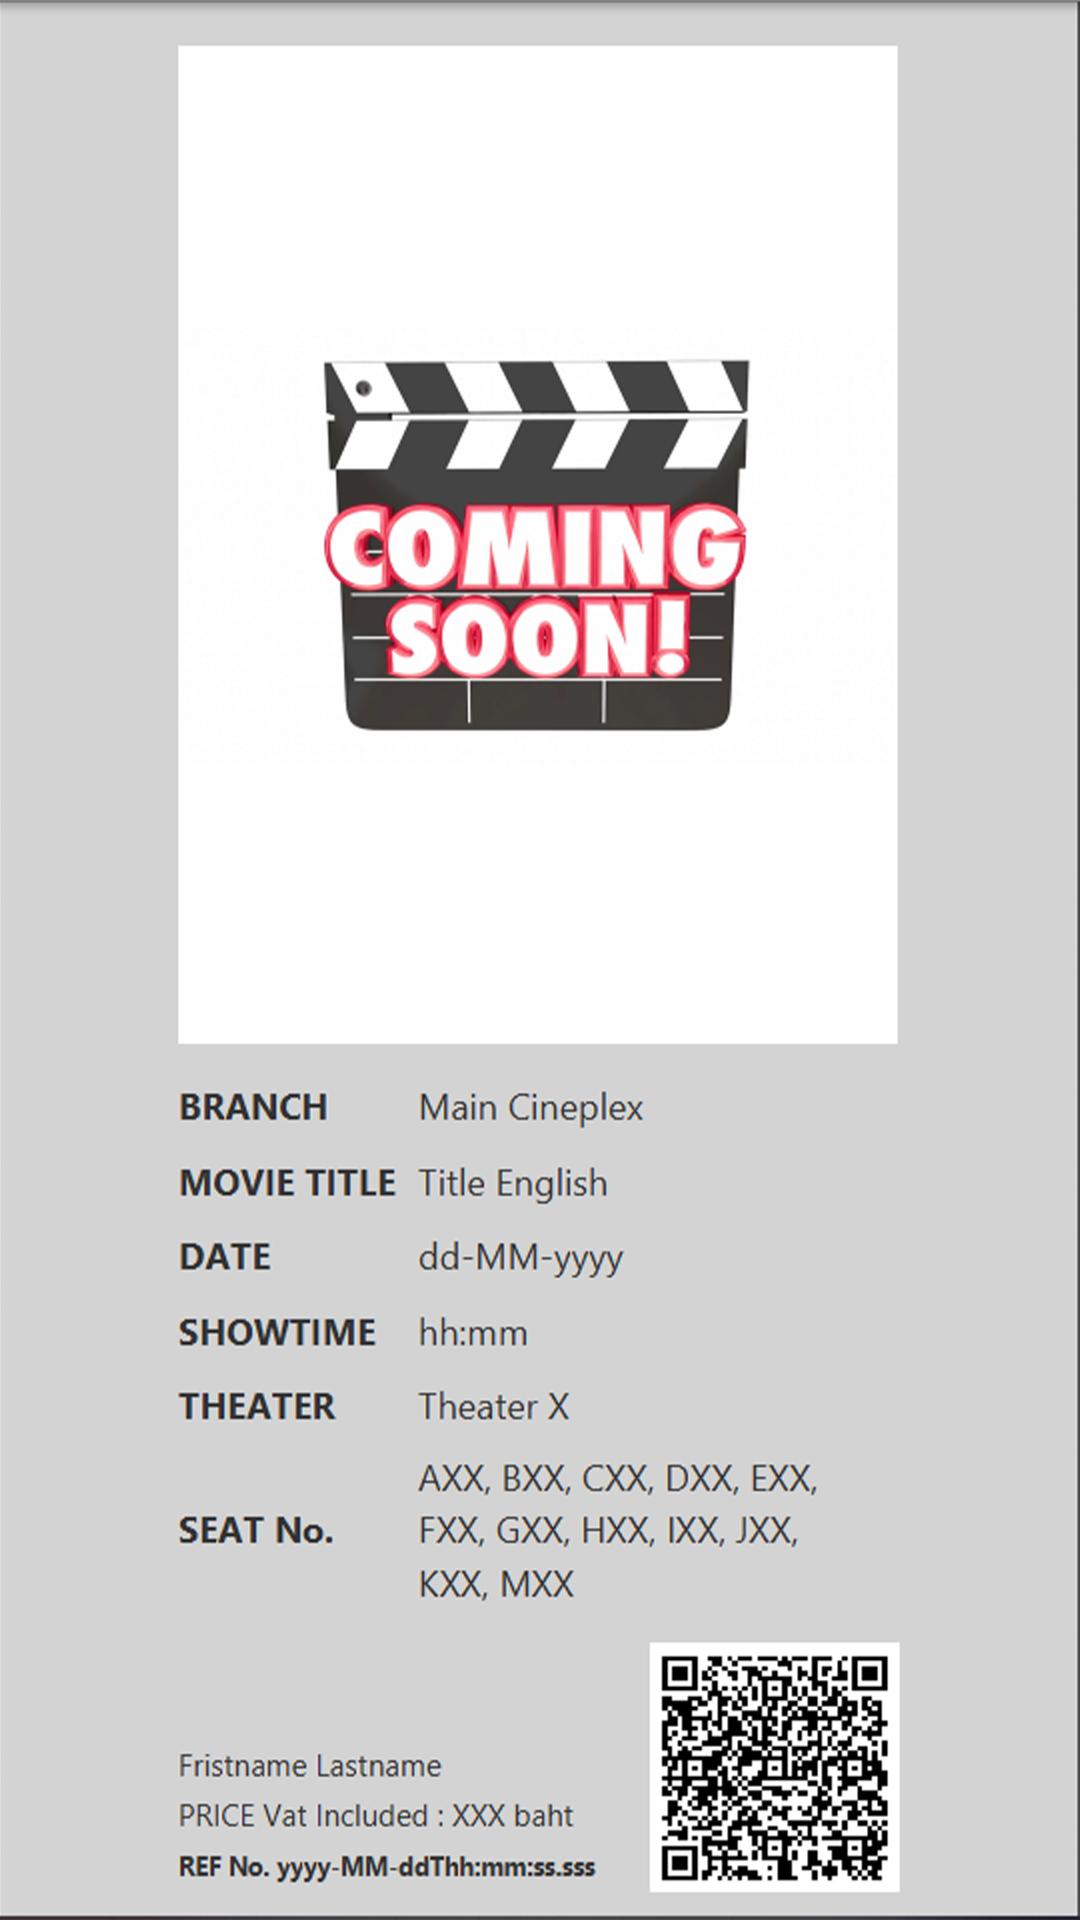 COMING
SOON!
BRANCH Main Cineplex
MOVIE TITLE Title English
DATE dd-MM-yyyy
SHOWTIME hh:mm
THEATER Theater X
AXX, BXX, CXX, DXX, EXX,
SEAT No. FXX, GXX, HXX, IXX, JXX,
KXX, MXX
Fristname Lastname
PRICE Vat Included : XXX baht
REF No. yyyy-MM-ddThh:mm:ss.sss